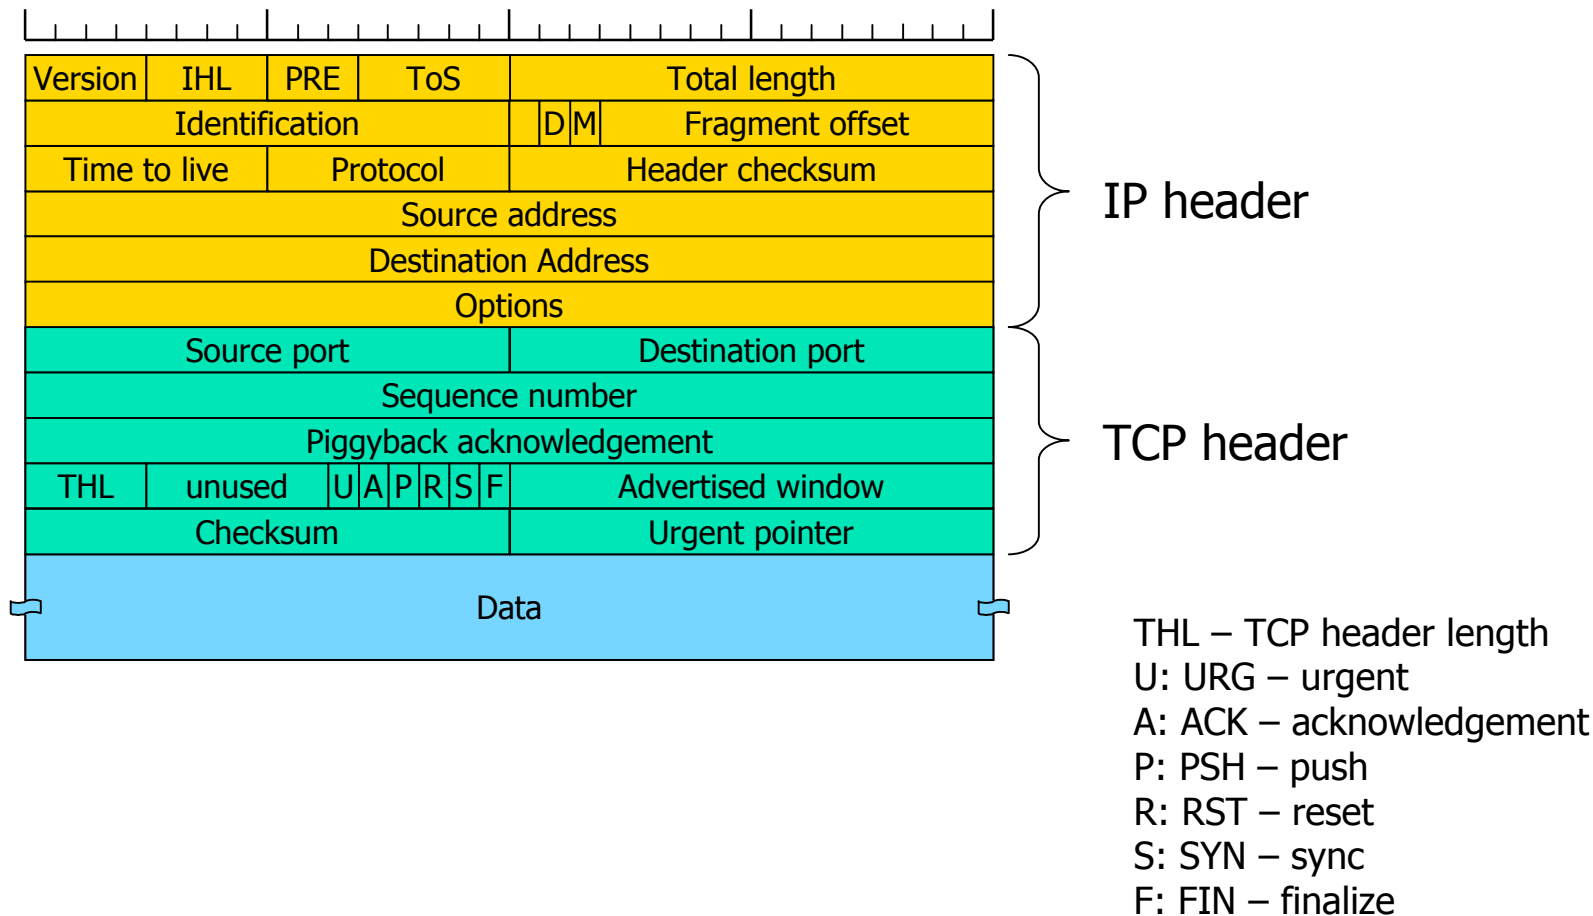 Version IHL PRE ToS Total length
Identification D M Fragment offset
Time to live Protocol Header checksum
Source address
Destination Address
Options
IP header
Source port Destination port
Sequence number
Piggyback acknowledgement
THL unused U A P R S F Advertised window
Checksum Urgent pointer
TCP header
Data
THL – TCP header length
U: URG – urgent
A: ACK – acknowledgement
P: PSH – push
R: RST – reset
S: SYN – sync
F: FIN – finalize